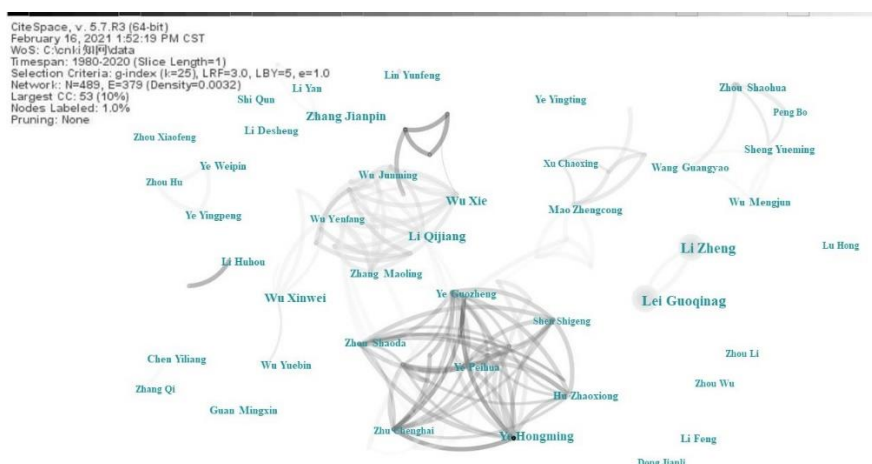 CiteSpace, v. 5.7.R3 (64-bit)
February 16, 2021 1:52:19 PM CST
WoS: C:\cnki知网\data
Timespan: 1980-2020 (Slice Length=1)
Selection Criteria: g-index (k=25), LRF=3.0, LBY=5, e=1.0
Network: N=489, E=379 (Density=0.0032)
Largest CC: 53 (10%)
Nodes Labeled: 1.0%
Pruning: None
Lin Yunfeng
Li Yan
Shi Qun
Zhang Jianpin
Li Desheng
Zhou Xiaofeng
Ye Weipin
Zhou Hu
Ye Yingpeng
Ye Yingting
Zhou Shaohua
Peng Bo
Sheng Yueming
Xu Chaoxing
Wang Guangyao
Wu Junming
Wu Xie
Mao Zhengcong
Wu Mengjun
Wu Yenfang
Li Qijiang
Li Zheng
Lu Hong
Li Huhou
Zhang Maoling
Wu Xinwei
Ye Guozheng
Lei Guoqinag
Shen Shigeng
Zhou Shaoda
Zhou Li
Chen Yiliang
Wu Yuebin
Ye Peihua
Zhou Wu
Zhang Qi
Hu Zhaoxiong
Guan Mingxin
Zhu Chenghai
Ye Hongming
Li Feng
Dong Jianli